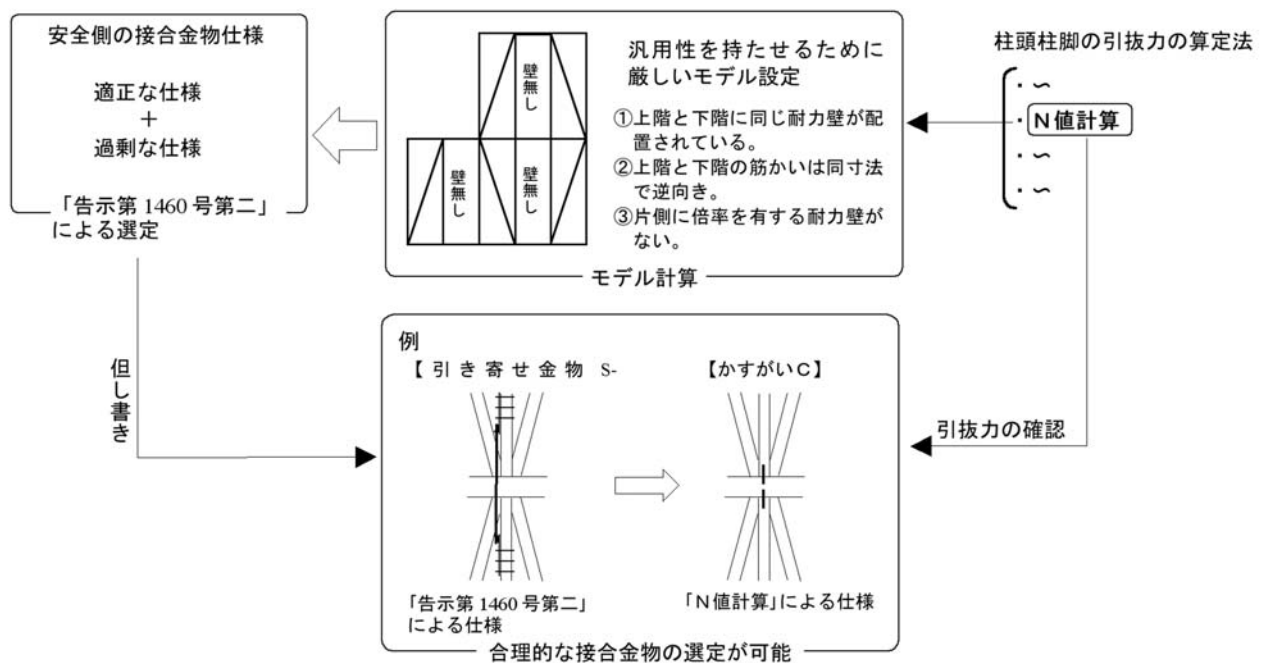 安全側の接合金物仕様
適正な仕様
+
過剰な仕様
「告示第1460号第二」
による選定
汎用性を持たせるために
厳しいモデル設定
壁無し
壁無し
壁無し
①上階と下階に同じ耐力壁が配
置されている。
②上階と下階の筋かいは同寸法
で逆向き。
③片側に倍率を有する耐力壁が
ない。
モデル計算
柱頭柱脚の引抜力の算定法
・〜
・N値計算
・〜
・〜
但し書き
引抜力の確認
例
【引き寄せ金物 S-
【かすがいC】
「告示第1460号第二」
による仕様
「N値計算」による仕様
合理的な接合金物の選定が可能